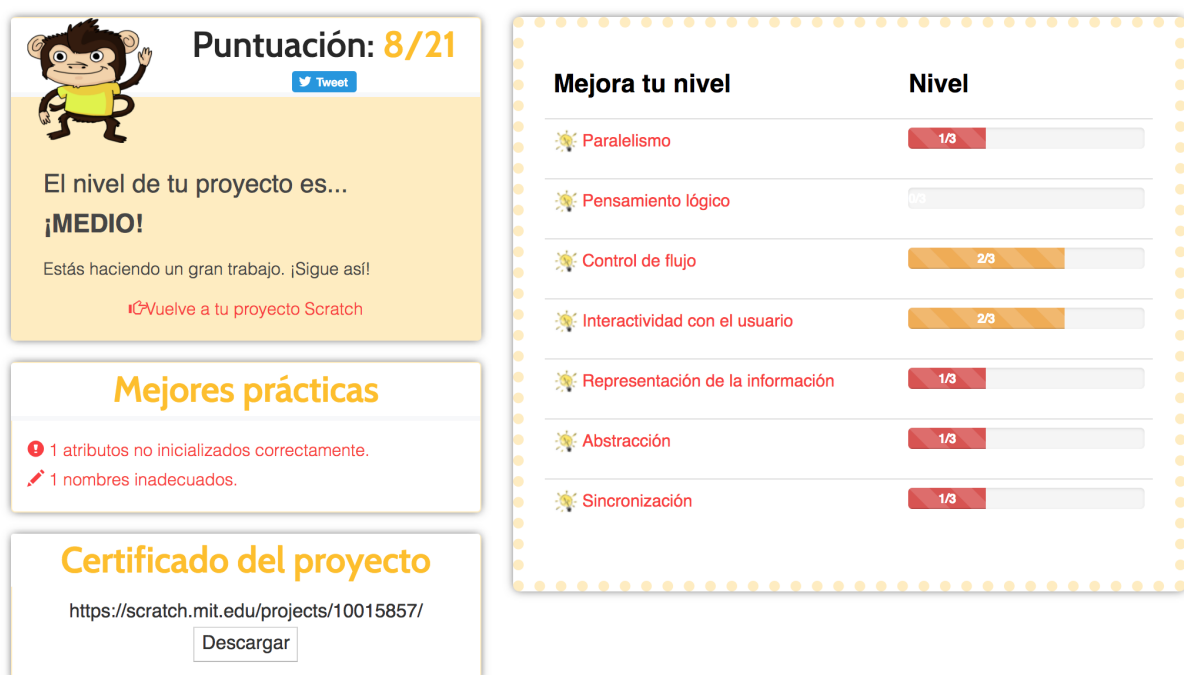 Puntuación: 8/21
Tweet
El nivel de tu proyecto es...
¡MEDIO!
Estás haciendo un gran trabajo. ¡Sigue así!
Vuelve a tu proyecto Scratch
Mejores prácticas
1 atributos no inicializados correctamente.
1 nombres inadecuados.
Certificado del proyecto
https://scratch.mit.edu/projects/10015857/
Descargar
Mejora tu nivel Nivel
Paralelismo 1/3
Pensamiento lógico 0/3
Control de flujo 2/3
Interactividad con el usuario 2/3
Representación de la información 1/3
Abstracción 1/3
Sincronización 1/3